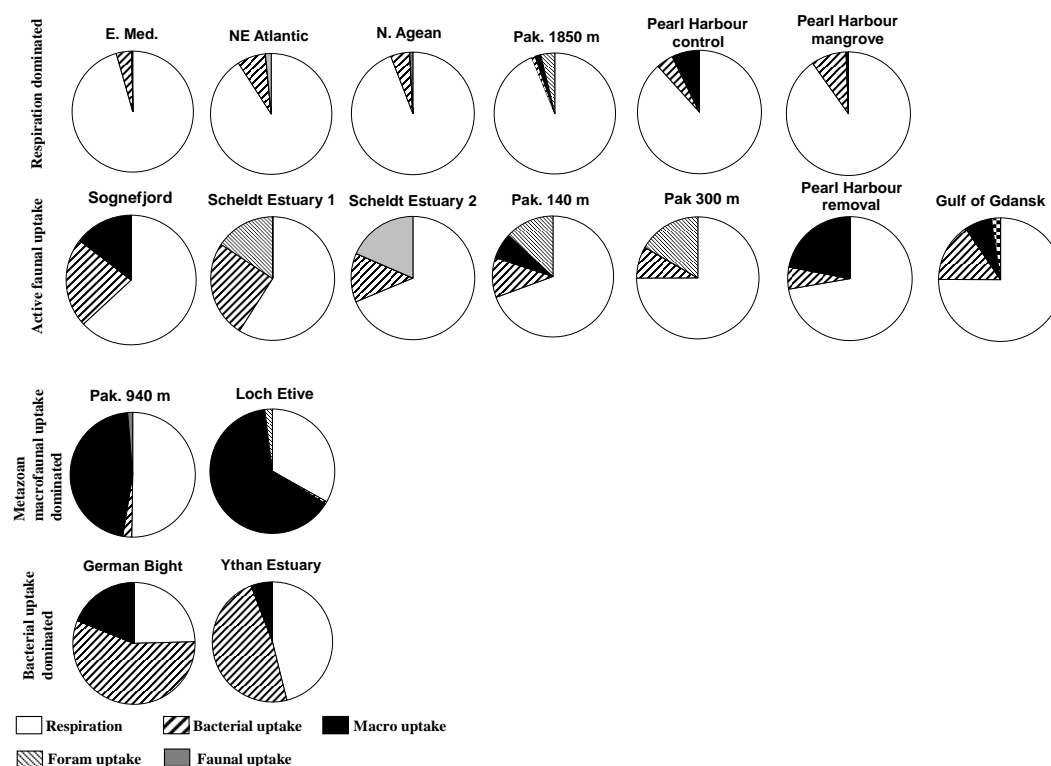 Respiration dominated
E. Med.
NE Atlantic
N. Agean
Pak. 1850 m
Pearl Harbour
control
Pearl Harbour
mangrove
Active faunal uptake
Sognefjord
Scheldt Estuary 1
Scheldt Estuary 2
Pak. 140 m
Pak 300 m
Pearl Harbour
removal
Gulf of Gdansk
Metazoan
macrofaunal uptake
dominated
Pak. 940 m
Loch Etive
Bacterial uptake
dominated
German Bight
Ythan Estuary
Respiration
Bacterial uptake
Macro uptake
Foram uptake
Faunal uptake